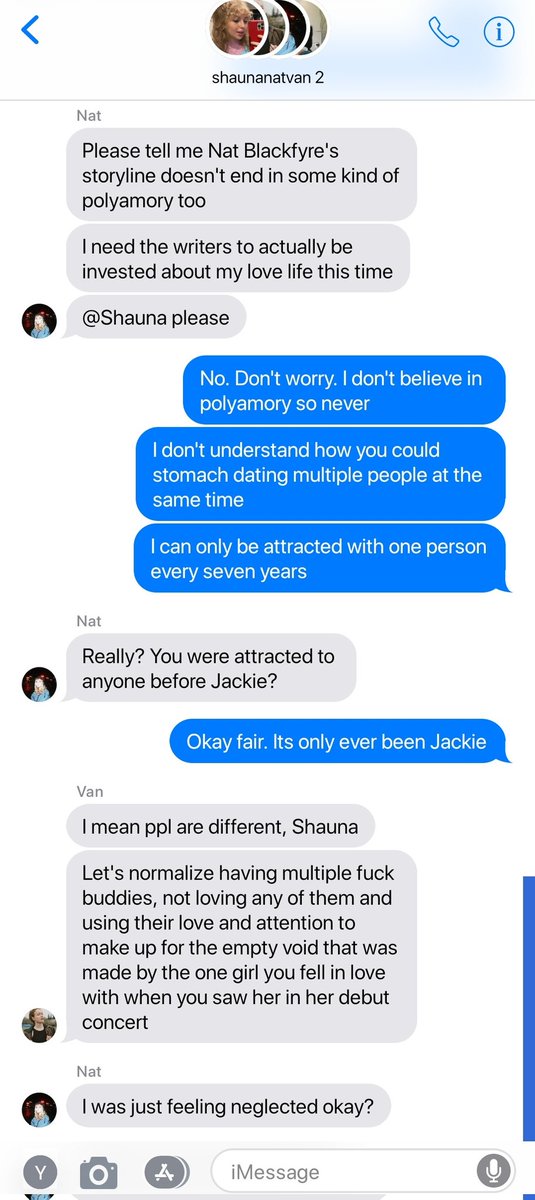 shaunanatvan 2
Nat
Please tell me Nat Blackfyre's
storyline doesn't end in some kind of
polyamory too
I need the writers to actually be
invested about my love life this time
@Shauna please
No. Don't worry. I don't believe in
polyamory so never
I don't understand how you could
stomach dating multiple people at the
same time
I can only be attracted with one person
every seven years
Nat
Really? You were attracted to
anyone before Jackie?
Okay fair. Its only ever been Jackie
Van
I mean ppl are different, Shauna
Let's normalize having multiple fuck
buddies, not loving any of them and
using their love and attention to
make up for the empty void that was
made by the one girl you fell in love
with when you saw her in her debut
concert
Nat
I was just feeling neglected okay?
Y
iMessage